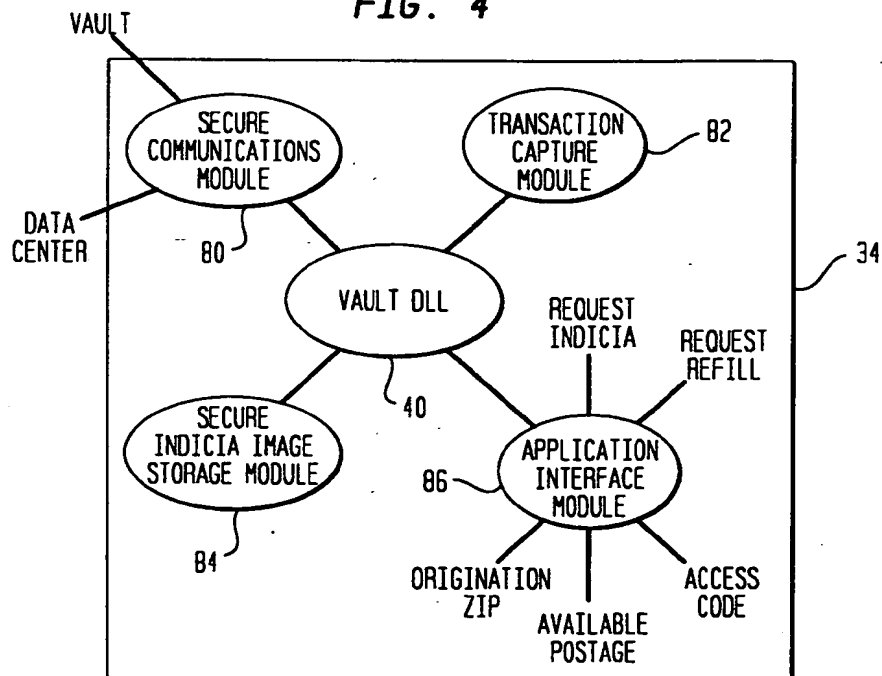 FIG. 4
VAULT
SECURE
COMMUNICATIONS
MODULE
TRANSACTION
CAPTURE
MODULE
82
DATA
CENTER
80
34
VAULT DLL
REQUEST
INDICIA
REQUEST
REFILL
40
SECURE
INDICIA IMAGE
STORAGE MODULE
86
APPLICATION
INTERFACE
MODULE
84
ORIGINATION
ZIP
AVAILABLE
POSTAGE
ACCESS
CODE